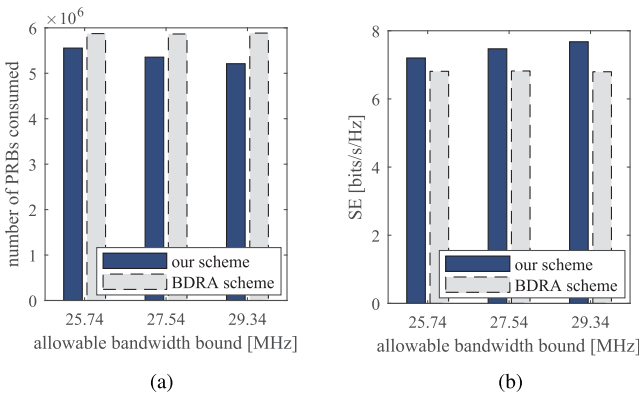 ×10⁶
6
5
4
3
2
1
0
number of PRBs consumed
our scheme
BDRA scheme
25.74 27.54 29.34
allowable bandwidth bound [MHz]
(a)
8
6
4
2
0
SE [bits/s/Hz]
our scheme
BDRA scheme
25.74 27.54 29.34
allowable bandwidth bound [MHz]
(b)